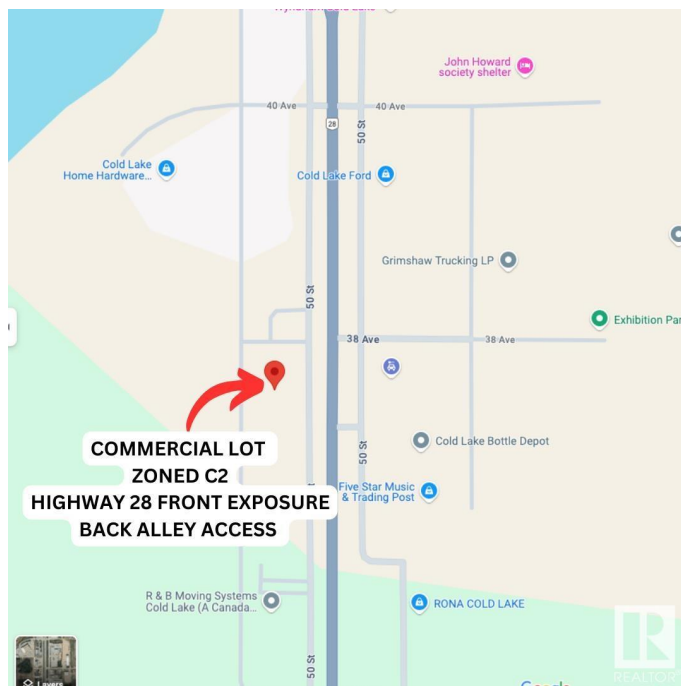 John Howard
society shelter
40 Ave
40 Ave
28
50 St
Cold Lake
Home Hardware...
Cold Lake Ford
Grimshaw Trucking LP
50 St
Exhibition Par
38 Ave
38 Ave
COMMERCIAL LOT
ZONED C2
HIGHWAY 28 FRONT EXPOSURE
BACK ALLEY ACCESS
Cold Lake Bottle Depot
50 St
Five Star Music
& Trading Post
R & B Moving Systems
Cold Lake (A Canada...
RONA COLD LAKE
50 St
Layers
Google
R
REALTOR